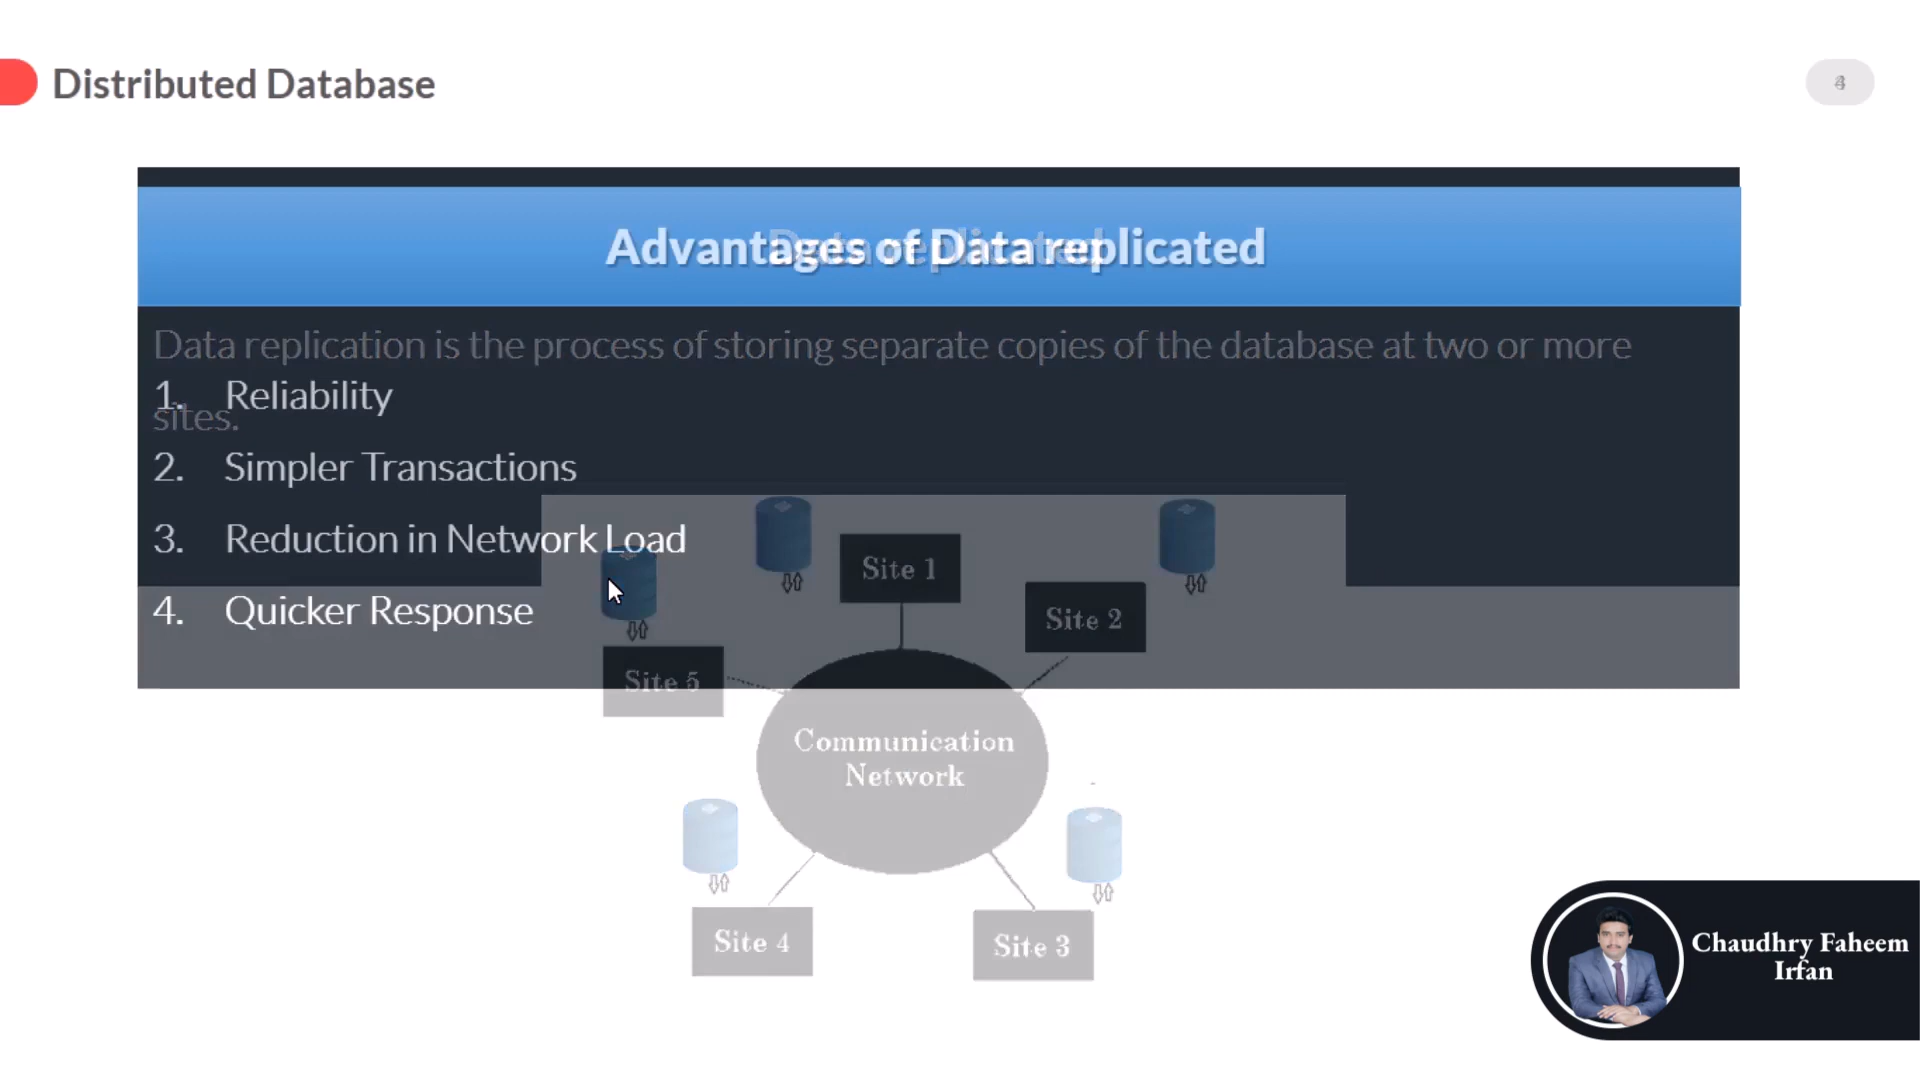 Distributed Database
Advantages of Data replicated
Data replicated
Data replication is the process of storing separate copies of the database at two or more
sites.
1. Reliability
2. Simpler Transactions
3. Reduction in Network Load
4. Quicker Response
Site 1
Site 2
Site 5
Communication
Network
Site 4
Site 3
Chaudhry Faheem
Irfan